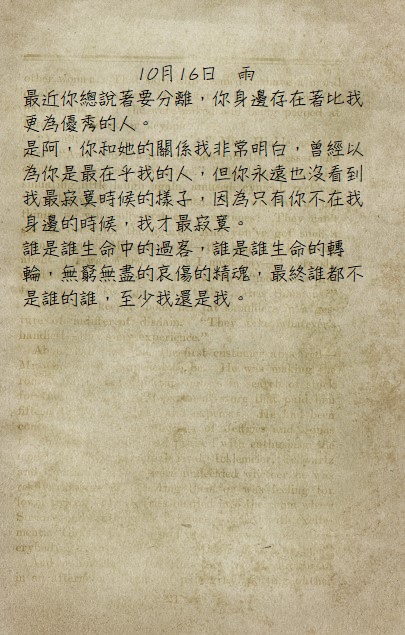 10月16日 雨
最近你總說著要分離，你身邊存在著比我
更為優秀的人。
是阿，你和她的關係我非常明白，曾經以
為你是最在乎我的人，但你永遠也沒看到
我最寂寞時候的樣子，因為只有你不在我
身邊的時候，我才最寂寞。
誰是誰生命中的過客，誰是誰生命的轉
輪，無窮無盡的哀傷的精魂，最終誰都不
是誰的誰，至少我還是我。